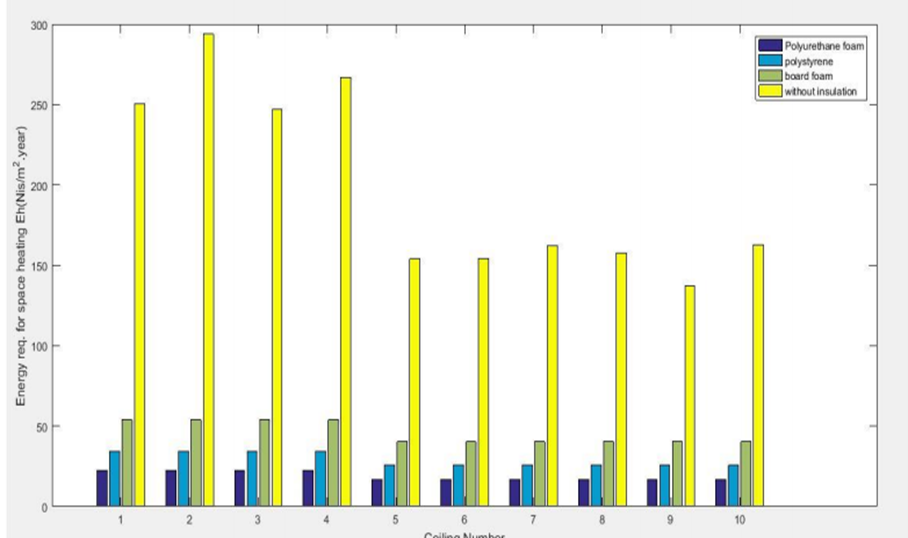 300
250
200
150
100
50
0
Energy req. for space heating Eh(Nis/m².year)
Polyurethane foam
polystyrene
board foam
without insulation
1 2 3 4 5 6 7 8 9 10
Ceiling Number